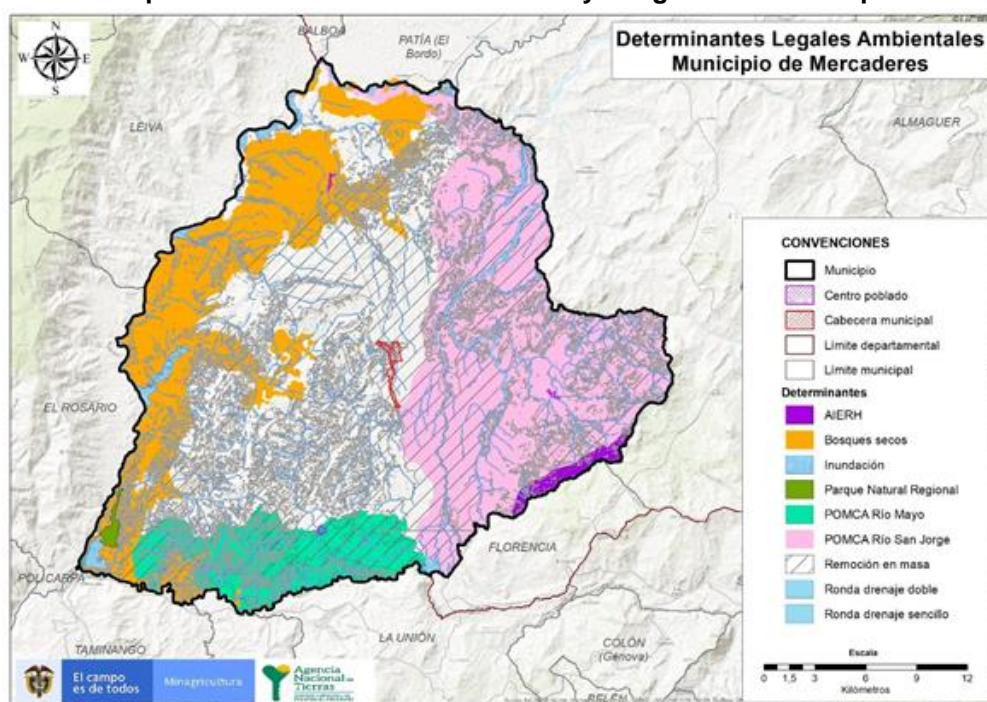 BALBOA
PATÍA (El
Bordo)
Determinantes Legales Ambientales
Municipio de Mercaderes
N
W
E
S
LEIVA
ALMAGUER
EL ROSARIO
POLICARPA
TAMINANGO
LA UNIÓN
FLORENCIA
COLÓN
(Génova)
BELÉN
CONVENCIONES
Municipio
Centro poblado
Cabecera municipal
Límite departamental
Límite municipal
Determinantes
AIERH
Bosques secos
Inundación
Parque Natural Regional
POMCA Río Mayo
POMCA Río San Jorge
Remoción en masa
Ronda drenaje doble
Ronda drenaje sencillo
Escala
0 1,5 3 6 9 12
Kilómetros
El campo
es de todos
Minagricultura
Agencia
Nacional de
Tierras